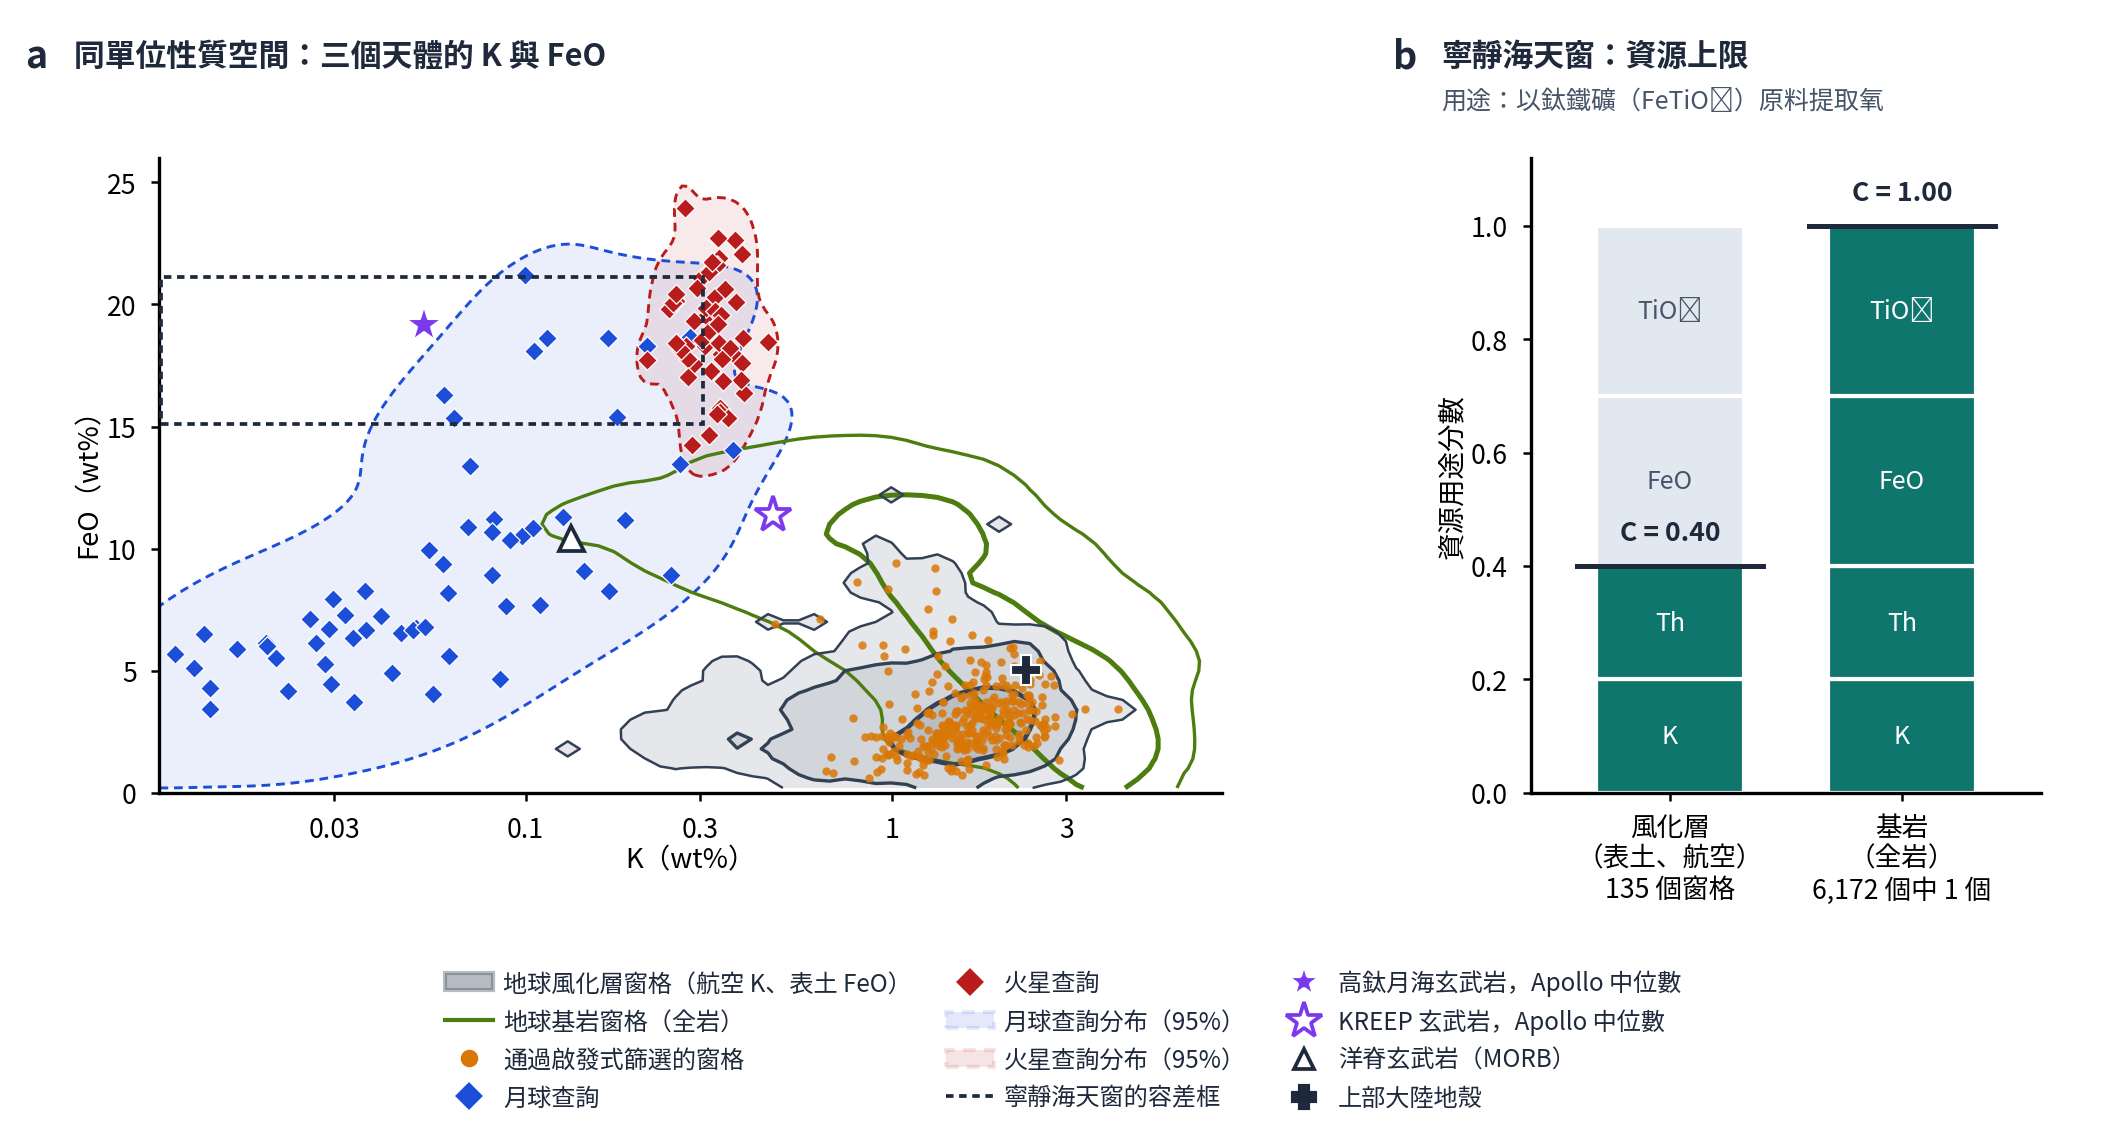 a 同單位性質空間：三個天體的 K 與 FeO
FeO（wt%）
25
20
15
10
5
0
0.03
0.1
0.3
1
3
K（wt%）
b 寧靜海天窗：資源上限
用途：以鈦鐵礦（FeTiO□）原料提取氧
資源用途分數
1.0
0.8
0.6
0.4
0.2
0.0
C = 1.00
TiO□
FeO
C = 0.40
Th
K
TiO□
FeO
Th
K
風化層
（表土、航空）
135 個窗格
基岩
（全岩）
6,172 個中 1 個
地球風化層窗格（航空 K、表土 FeO）
地球基岩窗格（全岩）
通過啟發式篩選的窗格
月球查詢
火星查詢
月球查詢分布（95%）
火星查詢分布（95%）
寧靜海天窗的容差框
高鈦月海玄武岩，Apollo 中位數
KREEP 玄武岩，Apollo 中位數
洋脊玄武岩（MORB）
上部大陸地殼